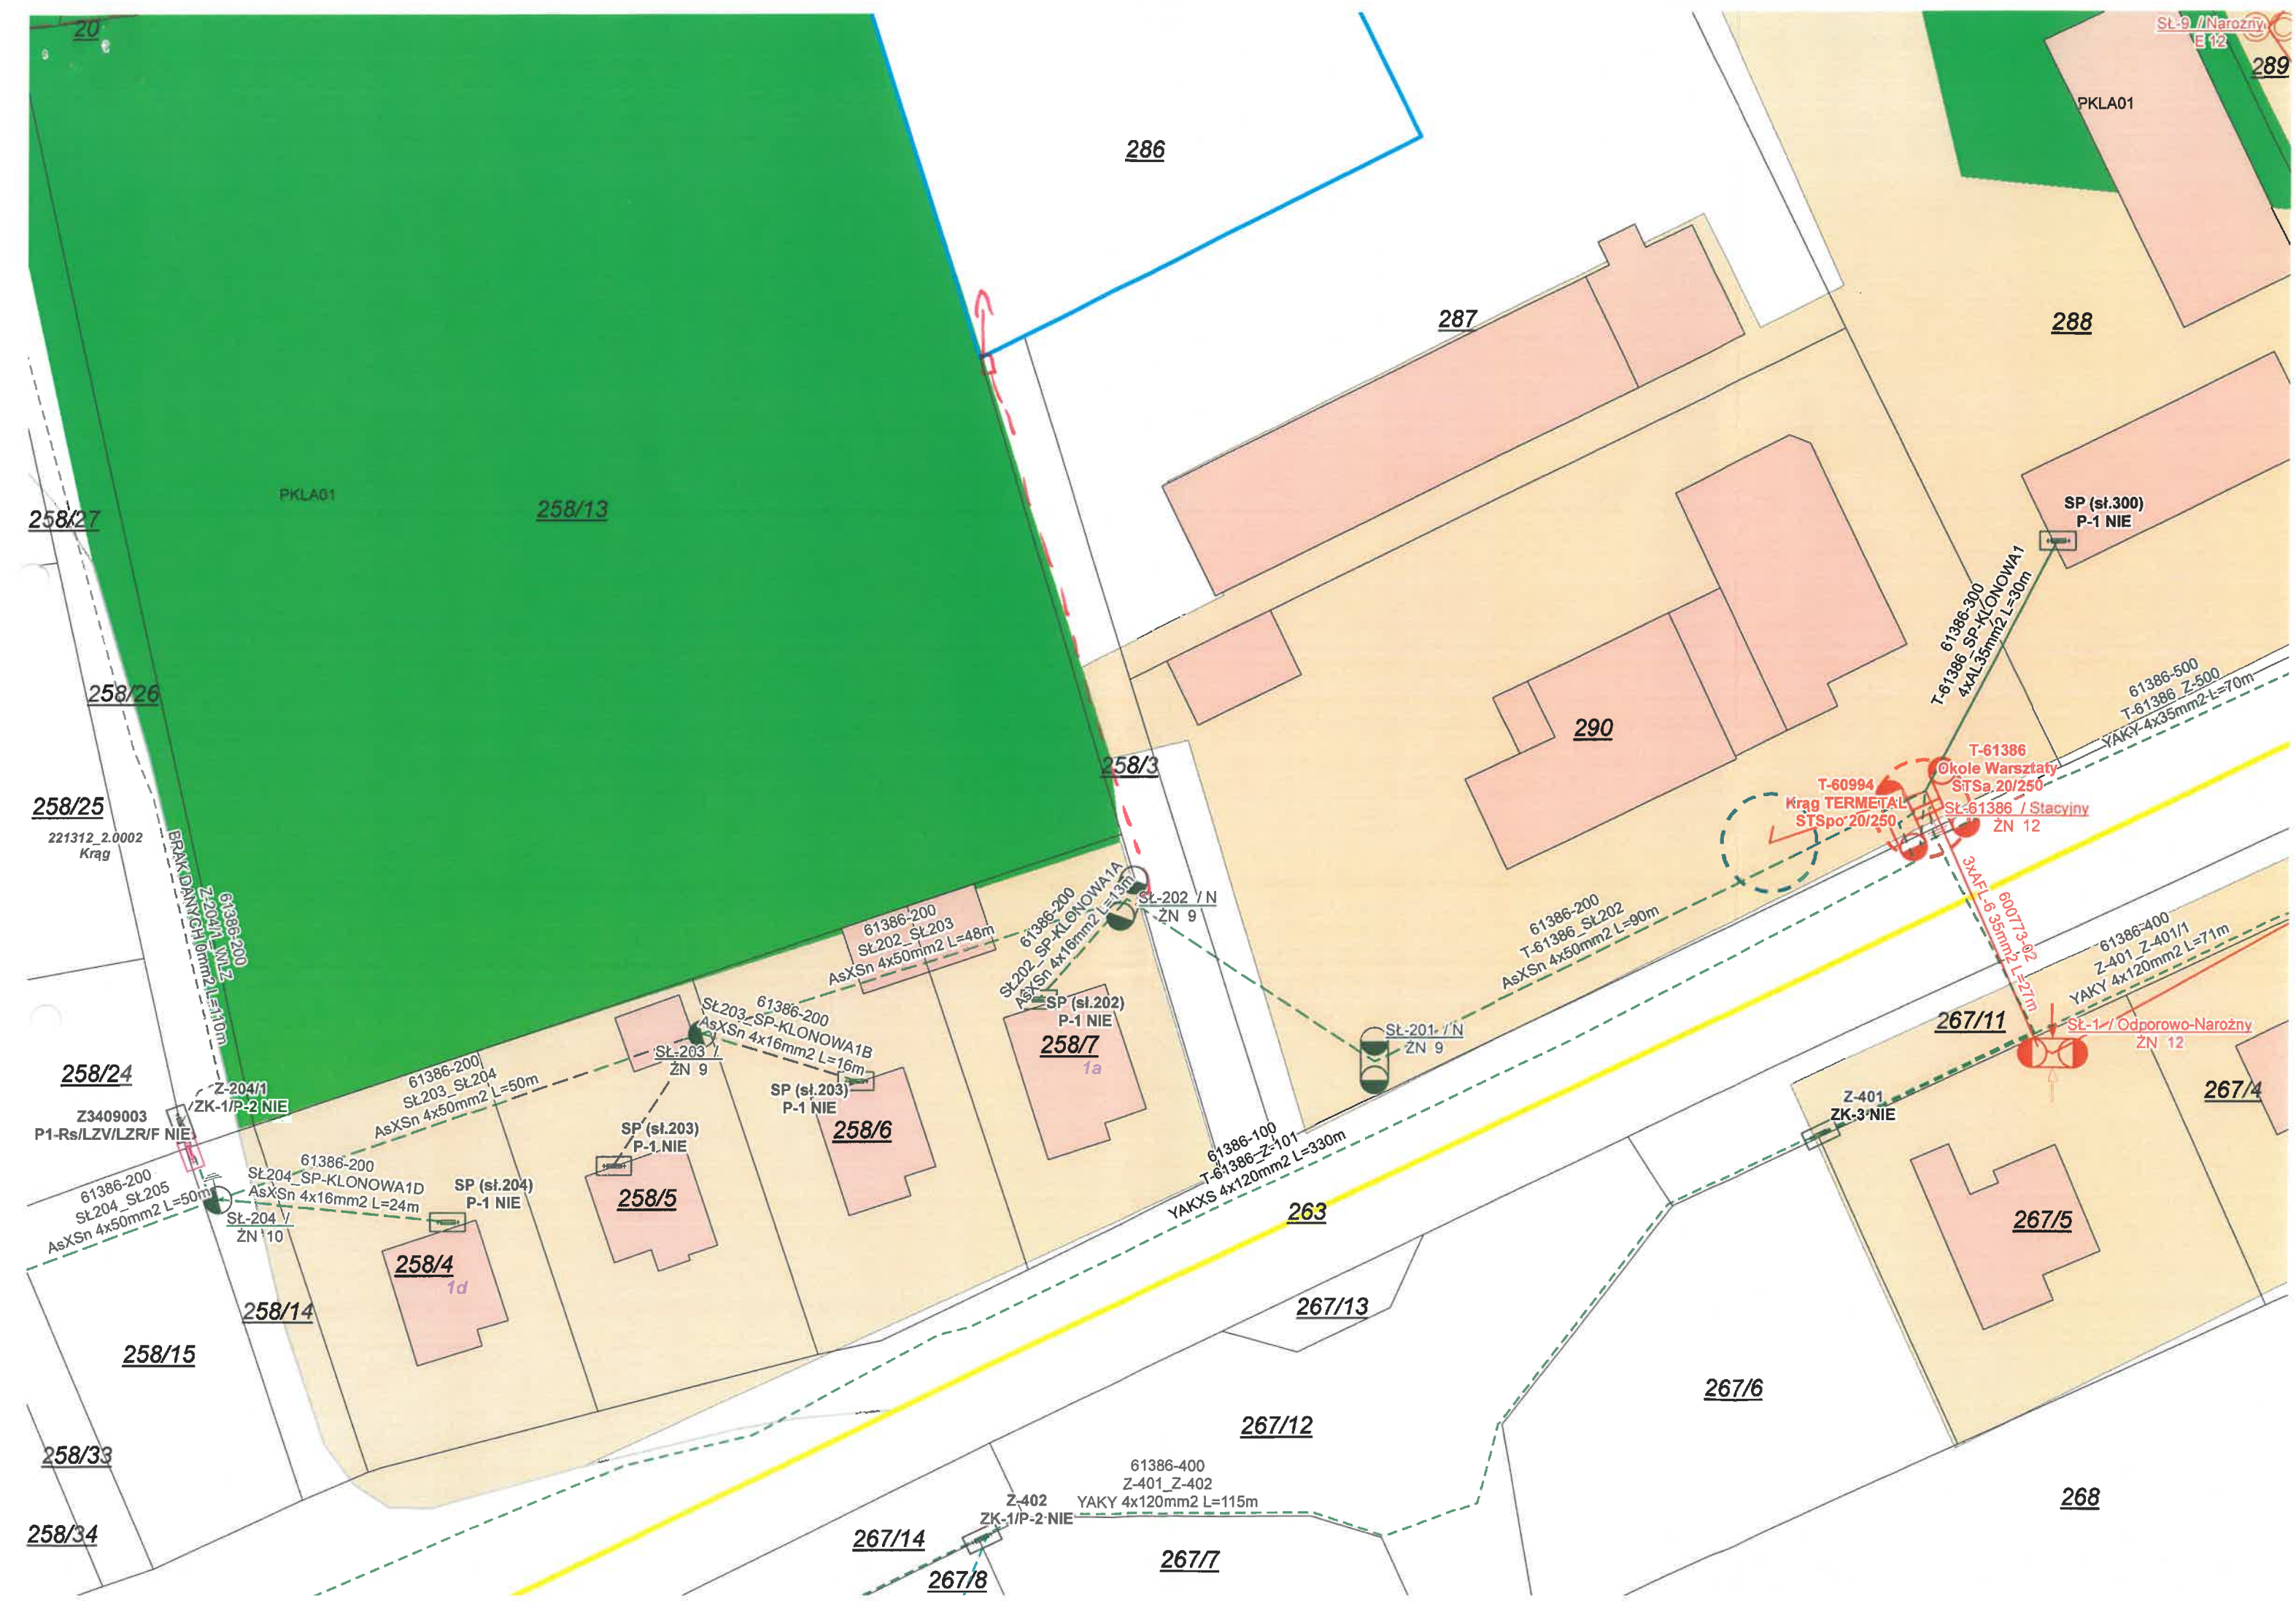 20
SŁ-9 / Narożny
E 12
289
PKLA01
286
287
288
PKLA01
258/13
258/27
SP (sł.300)
P-1 NIE
61386-300
T-61386_SP-KLONOWA1
4xAL35mm2 L=30m
258/26
61386-500
T-61386_Z-500
YAKY 4x35mm2 L=70m
290
258/3
T-61386
Okole Warsztaty
STSa 20/250
T-60994
Krąg TERMETAL
STSpo 20/250
SŁ-61386 / Stacyjny
ŻN 12
258/25
221312_2.0002
Krąg
BRAK DANYCH 0mm2 L=110m
Z-204/1_WLZ
61386-200
600773-02
3xAFL-6 35mm2 L=27m
61386-200
SŁ202_SP-KLONOWA1A
AsXSn 4x16mm2 L=13m
SŁ-202 / N
ŻN 9
61386-200
SŁ202_SŁ203
AsXSn 4x50mm2 L=48m
61386-200
T-61386_SŁ202
AsXSn 4x50mm2 L=90m
61386-400
Z-401_Z-401/1
YAKY 4x120mm2 L=71m
61386-200
SŁ203_SP-KLONOWA1B
AsXSn 4x16mm2 L=16m
SP (sł.202)
P-1 NIE
258/7
1a
SŁ-201 / N
ŻN 9
267/11
SŁ-1 / Odporowo-Narożny
ŻN 12
SŁ-203 /
ŻN 9
61386-200
SŁ203_SŁ204
AsXSn 4x50mm2 L=50m
258/24
Z-204/1
ZK-1/P-2 NIE
Z3409003
P1-Rs/LZV/LZR/F NIE
SP (sł.203)
P-1 NIE
258/6
SP (sł.203)
P-1 NIE
Z-401
ZK-3 NIE
267/4
61386-100
T-61386_Z-101
YAKXS 4x120mm2 L=330m
61386-200
SŁ204_SŁ205
AsXSn 4x50mm2 L=50m
61386-200
SŁ204_SP-KLONOWA1D
AsXSn 4x16mm2 L=24m
SP (sł.204)
P-1 NIE
258/5
263
267/5
SŁ-204 /
ŻN 10
258/4
1d
258/14
267/13
258/15
267/6
267/12
258/33
61386-400
Z-401_Z-402
YAKY 4x120mm2 L=115m
Z-402
ZK-1/P-2 NIE
268
258/34
267/14
267/7
267/8